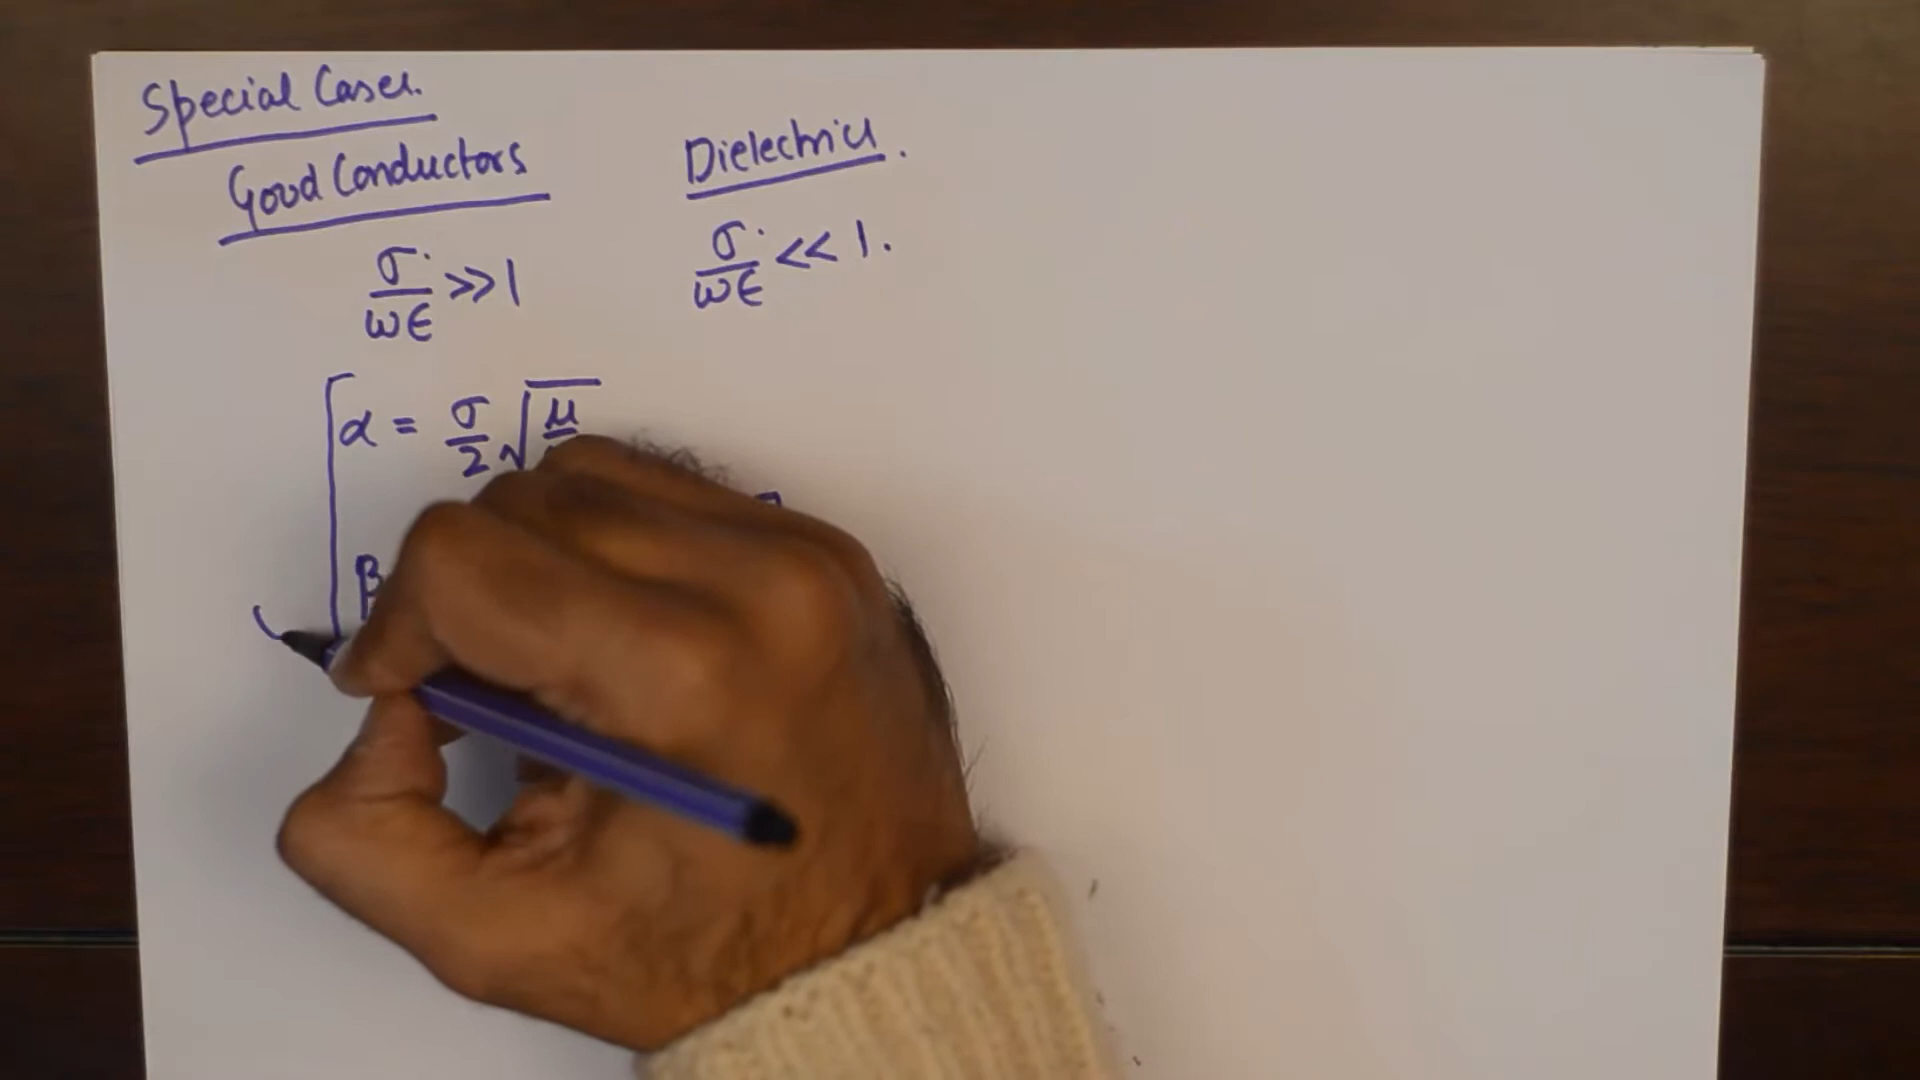 Special Cases.
Good Conductors
σ/ωϵ >> 1
Dielectrics.
σ/ωϵ << 1.
α = σ/2 √μ
β